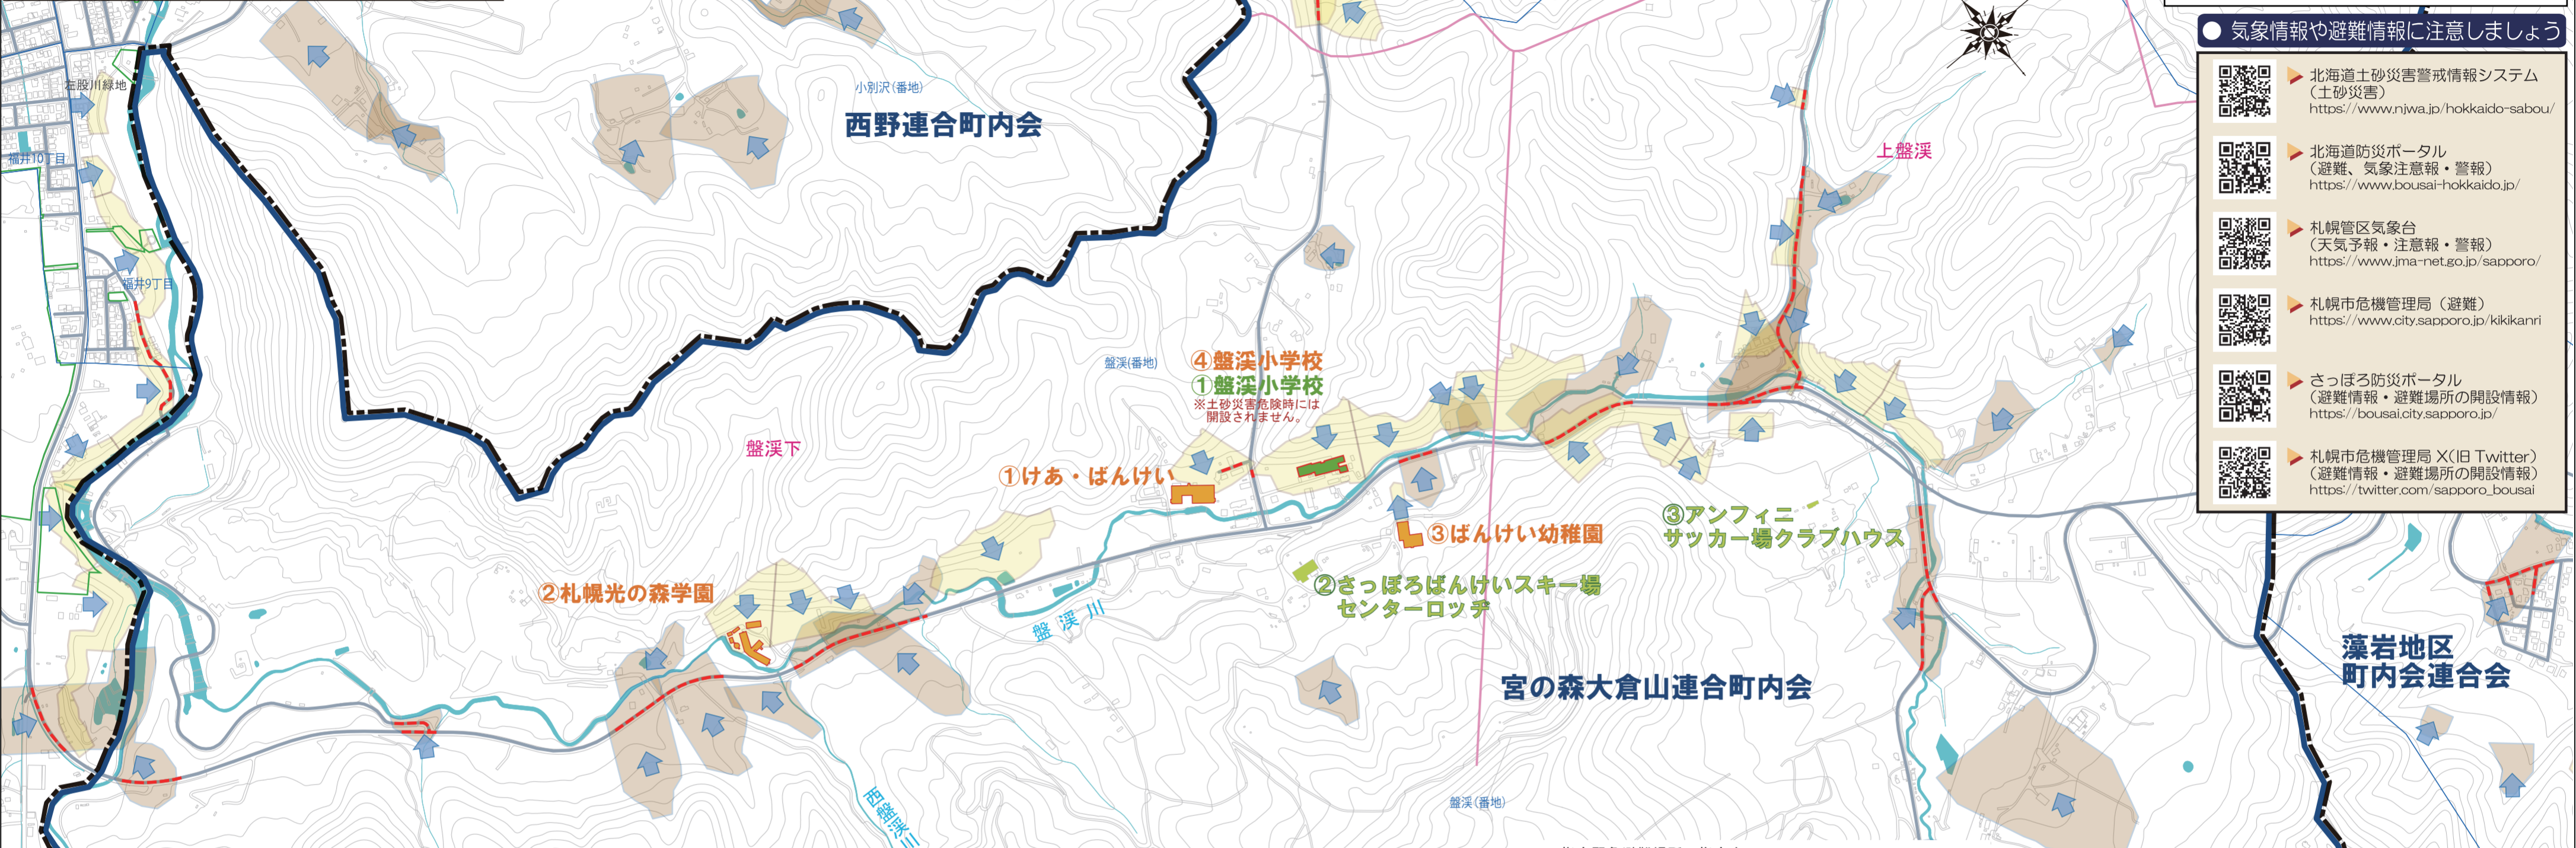 左股川緑地
福井10丁目
福井9丁目
小別沢(番地)
西野連合町内会
上盤渓
盤渓(番地)
④盤渓小学校
①盤渓小学校
※土砂災害危険時には
開設されません。
盤渓下
①けあ・ばんけい
②札幌光の森学園
盤渓川
③ばんけい幼稚園
②さっぽろばんけいスキー場
センターロッヂ
③アンフィニ
サッカー場クラブハウス
宮の森大倉山連合町内会
盤渓(番地)
西盤渓川
藻岩地区
町内会連合会
● 気象情報や避難情報に注意しましょう
北海道土砂災害警戒情報システム
(土砂災害)
https://www.njwa.jp/hokkaido-sabou/
北海道防災ポータル
(避難、気象注意報・警報)
https://www.bousai-hokkaido.jp/
札幌管区気象台
(天気予報・注意報・警報)
https://www.jma-net.go.jp/sapporo/
札幌市危機管理局(避難)
https://www.city.sapporo.jp/kikikanri
さっぽろ防災ポータル
(避難情報・避難場所の開設情報)
https://bousai.city.sapporo.jp/
札幌市危機管理局 X(旧 Twitter)
(避難情報・避難場所の開設情報)
https://twitter.com/sapporo_bousai